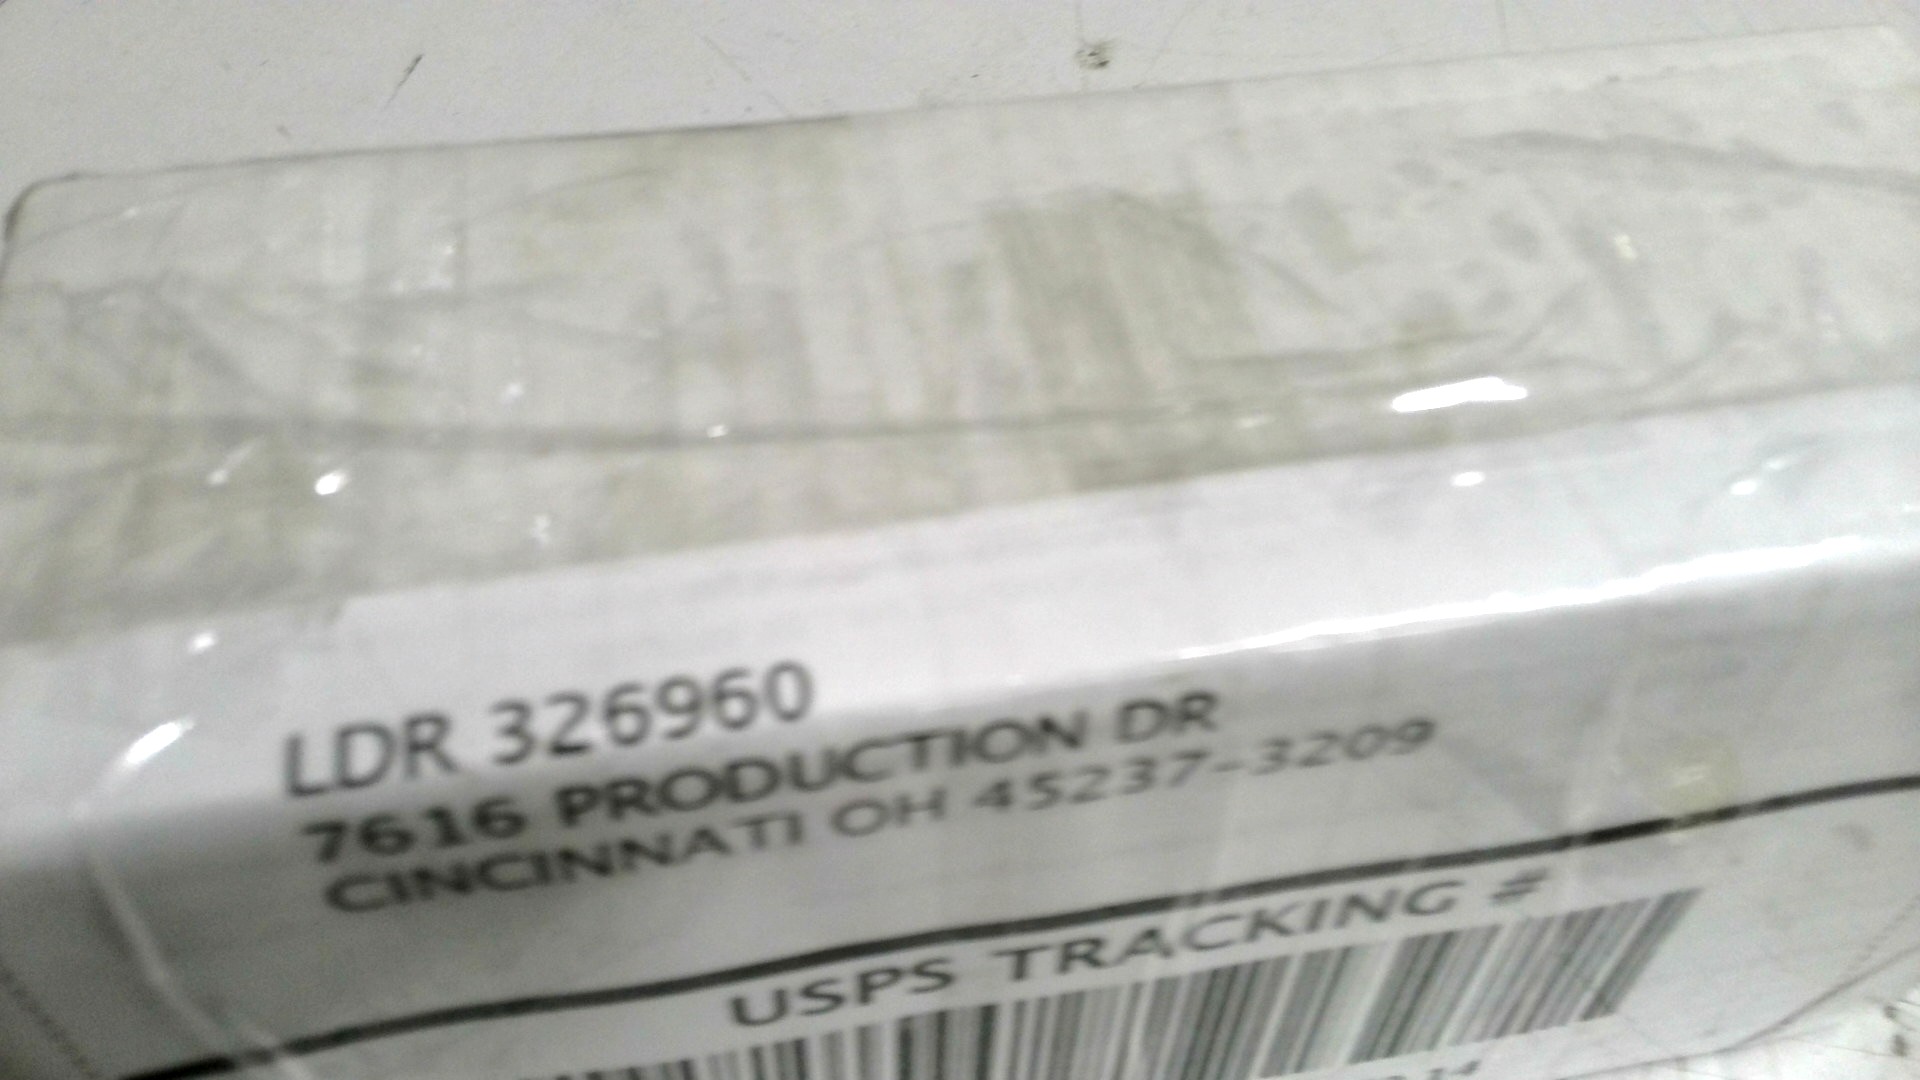 LDR 326960
7616 PRODUCTION DR
CINCINNATI OH 45237-3209
USPS TRACKING #